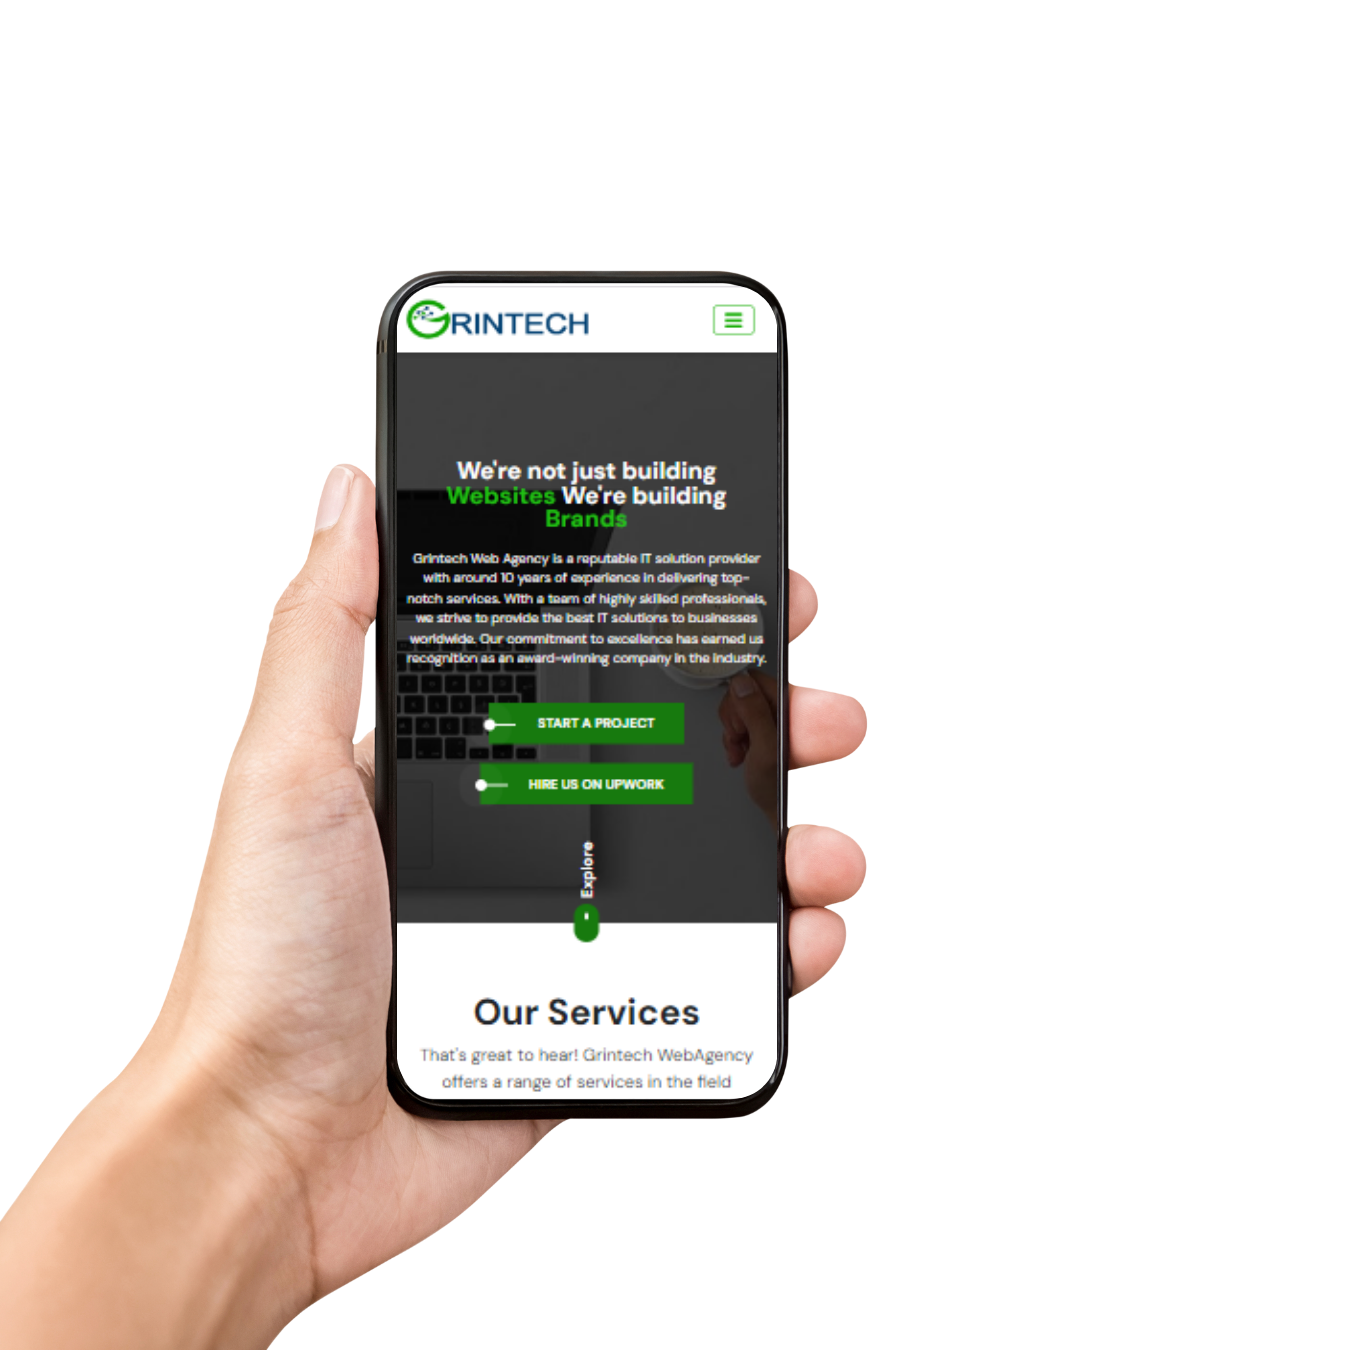 GRINTECH
We're not just building
Websites We're building
Brands
Grintech Web Agency is a reputable IT solution provider
with around 10 years of experience in delivering top-
notch services. With a team of highly skilled professionals,
we strive to provide the best IT solutions to businesses
worldwide. Our commitment to excellence has earned us
recognition as an award-winning company in the industry.
START A PROJECT
HIRE US ON UPWORK
Explore
Our Services
That's great to hear! Grintech WebAgency
offers a range of services in the field